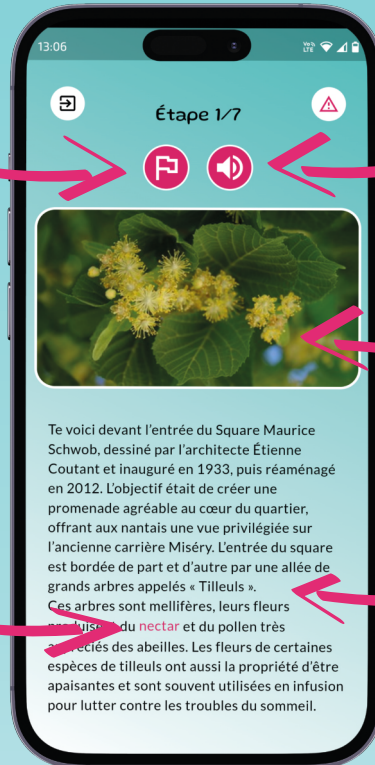 13:06
Vo)) LTE
Étape 1/7
Te voici devant l'entrée du Square Maurice
Schwob, dessiné par l'architecte Étienne
Coutant et inauguré en 1933, puis réaménagé
en 2012. L'objectif était de créer une
promenade agréable au cœur du quartier,
offrant aux nantais une vue privilégiée sur
l'ancienne carrière Miséry. L'entrée du square
est bordée de part et d'autre par une allée de
grands arbres appelés « Tilleuls ».
Ces arbres sont mellifères, leurs fleurs
produisent du nectar et du pollen très
appréciés des abeilles. Les fleurs de certaines
espèces de tilleuls ont aussi la propriété d'être
apaisantes et sont souvent utilisées en infusion
pour lutter contre les troubles du sommeil.